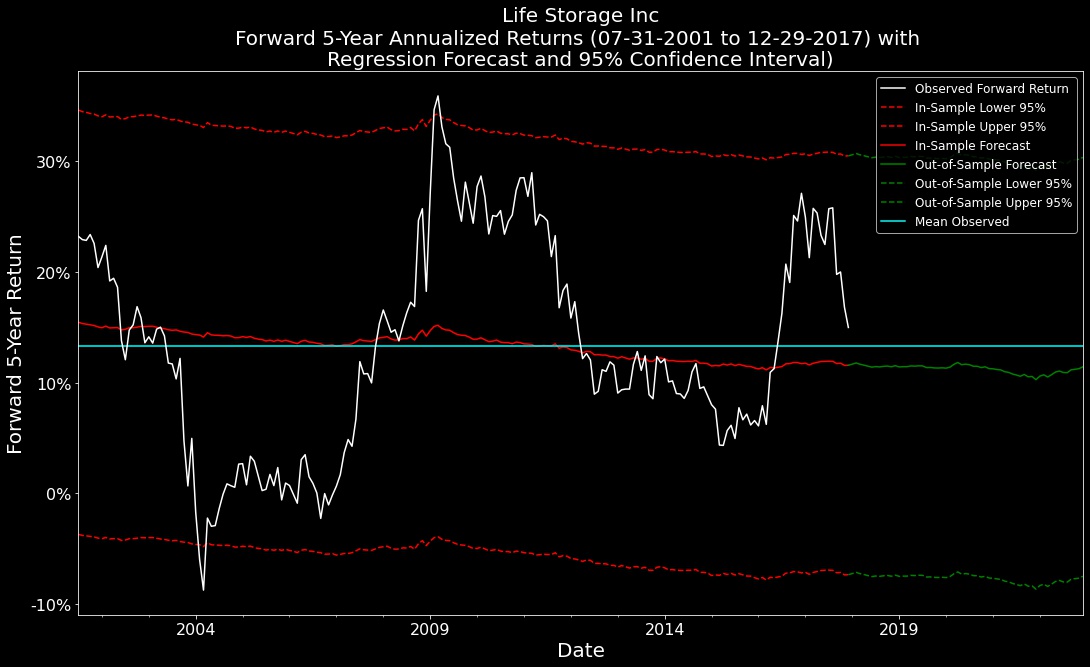 Life Storage Inc
Forward 5-Year Annualized Returns (07-31-2001 to 12-29-2017) with
Regression Forecast and 95% Confidence Interval)
Observed Forward Return
In-Sample Lower 95%
In-Sample Upper 95%
In-Sample Forecast
Out-of-Sample Forecast
Out-of-Sample Lower 95%
Out-of-Sample Upper 95%
Mean Observed
Forward 5-Year Return
30%
20%
10%
0%
-10%
2004
2009
2014
2019
Date